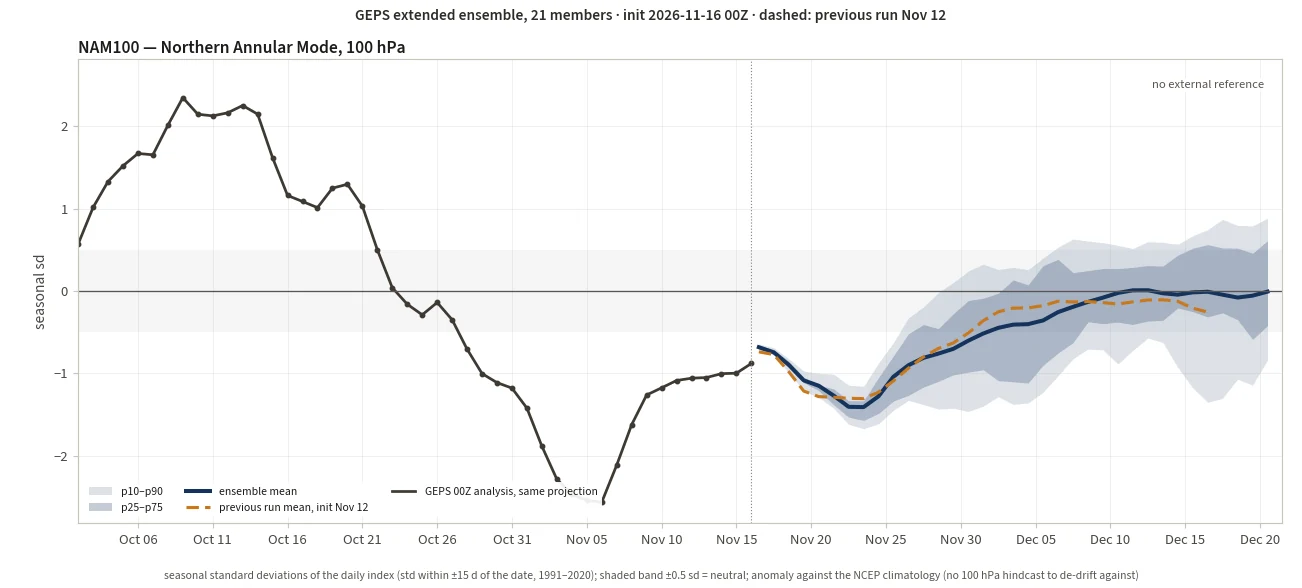 GEPS extended ensemble, 21 members · init 2026-11-16 00Z · dashed: previous run Nov 12
NAM100 — Northern Annular Mode, 100 hPa
no external reference
seasonal sd
2
1
0
−1
−2
p10–p90
ensemble mean
GEPS 00Z analysis, same projection
p25–p75
previous run mean, init Nov 12
Oct 06
Oct 11
Oct 16
Oct 21
Oct 26
Oct 31
Nov 05
Nov 10
Nov 15
Nov 20
Nov 25
Nov 30
Dec 05
Dec 10
Dec 15
Dec 20
seasonal standard deviations of the daily index (std within ±15 d of the date, 1991–2020); shaded band ±0.5 sd = neutral; anomaly against the NCEP climatology (no 100 hPa hindcast to de-drift against)